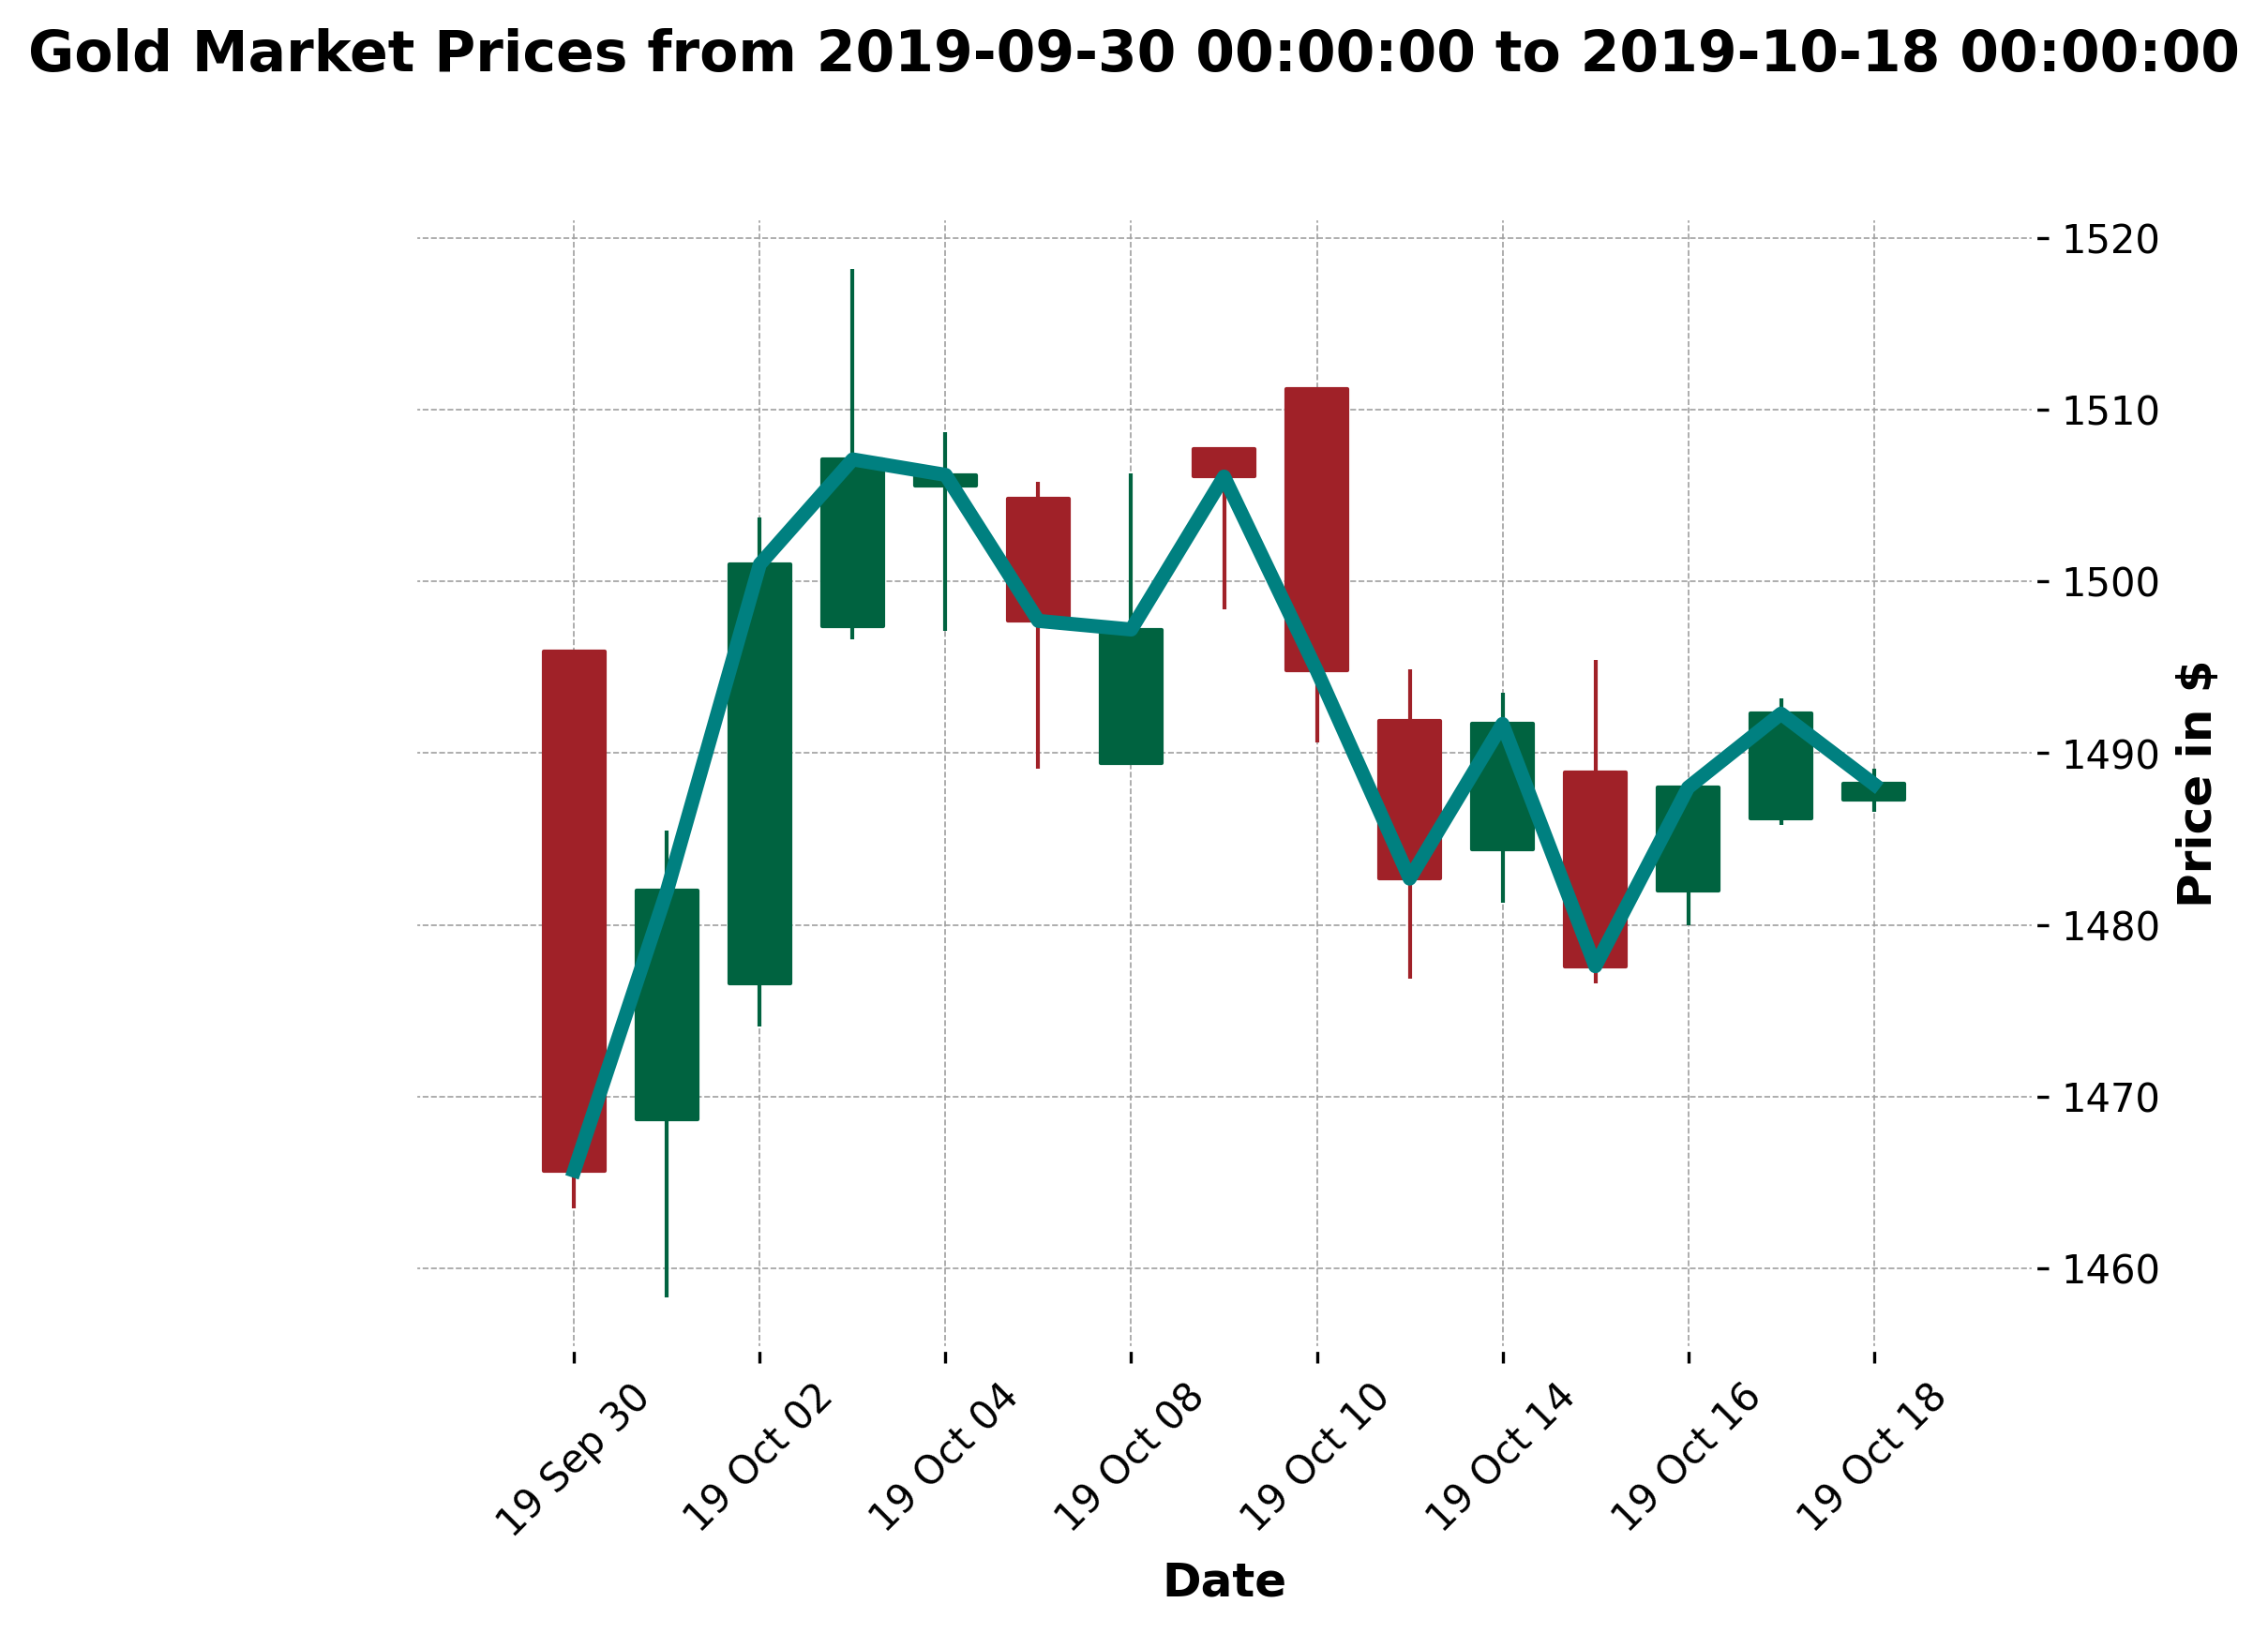 Gold Market Prices from 2019-09-30 00:00:00 to 2019-10-18 00:00:00
1520
1510
1500
1490
1480
1470
1460
Price in $
19 Sep 30
19 Oct 02
19 Oct 04
19 Oct 08
19 Oct 10
19 Oct 14
19 Oct 16
19 Oct 18
Date